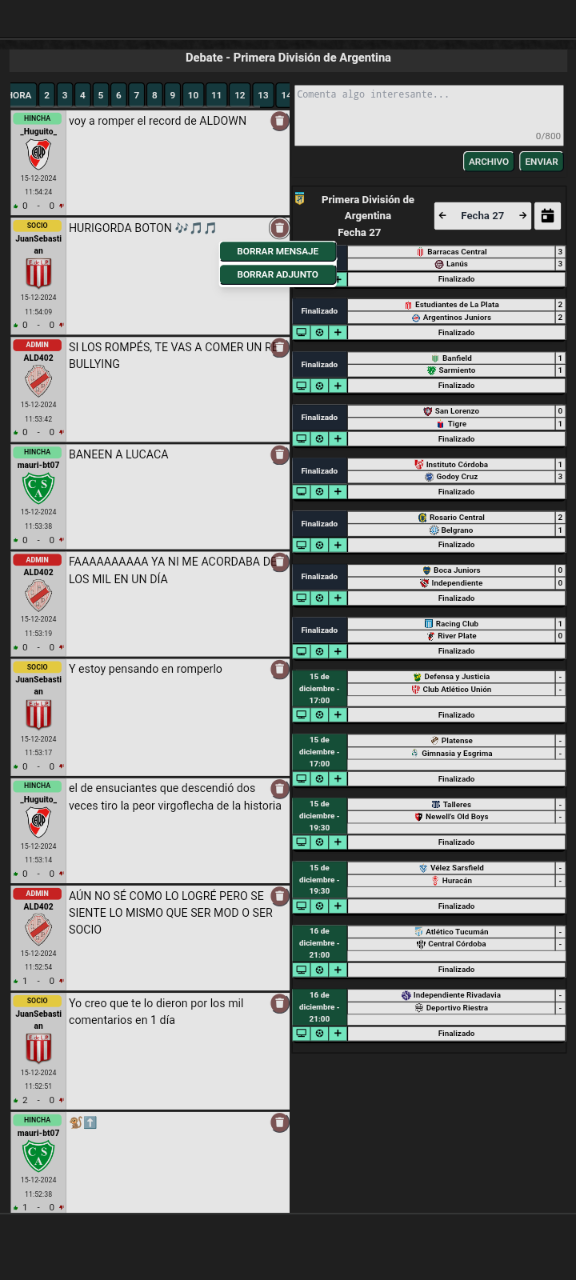 Debate - Primera División de Argentina
HORA 2 3 4 5 6 7 8 9 10 11 12 13 14
HINCHA
_Huguito_
15-12-2024
11:54:24
0 - 0
voy a romper el record de ALDOWN
SOCIO
JuanSebasti
an
15-12-2024
11:54:09
0 - 0
HURIGORDA BOTON 🎶🎵🎵
BORRAR MENSAJE
BORRAR ADJUNTO
ADMIN
ALD402
15-12-2024
11:53:42
0 - 0
SI LOS ROMPÉS, TE VAS A COMER UN
BULLYING
HINCHA
mauri-bt07
15-12-2024
11:53:38
0 - 0
BANEEN A LUCACA
ADMIN
ALD402
15-12-2024
11:53:19
0 - 0
FAAAAAAAAAA YA NI ME ACORDABA DE
LOS MIL EN UN DÍA
SOCIO
JuanSebasti
an
15-12-2024
11:53:17
0 - 0
Y estoy pensando en romperlo
HINCHA
_Huguito_
15-12-2024
11:53:14
0 - 0
el de ensuciantes que descendió dos
veces tiro la peor virgoflecha de la historia
ADMIN
ALD402
15-12-2024
11:52:54
1 - 0
AÚN NO SÉ COMO LO LOGRÉ PERO SE
SIENTE LO MISMO QUE SER MOD O SER
SOCIO
SOCIO
JuanSebasti
an
15-12-2024
11:52:51
2 - 0
Yo creo que te lo dieron por los mil
comentarios en 1 día
HINCHA
mauri-bt07
15-12-2024
11:52:38
1 - 0
🐒⬆️
Comenta algo interesante...
0/800
ARCHIVO ENVIAR
Primera División de
Argentina
Fecha 27
← Fecha 27 →
Barracas Central 3
Lanús 3
Finalizado
Finalizado
Estudiantes de La Plata 2
Argentinos Juniors 2
Finalizado
Finalizado
Banfield 1
Sarmiento 1
Finalizado
Finalizado
San Lorenzo 0
Tigre 1
Finalizado
Finalizado
Instituto Córdoba 1
Godoy Cruz 3
Finalizado
Finalizado
Rosario Central 2
Belgrano 1
Finalizado
Finalizado
Boca Juniors 0
Independiente 0
Finalizado
Finalizado
Racing Club 1
River Plate 0
Finalizado
15 de
diciembre -
17:00
Defensa y Justicia -
Club Atlético Unión -
Finalizado
15 de
diciembre -
17:00
Platense -
Gimnasia y Esgrima -
Finalizado
15 de
diciembre -
19:30
Talleres -
Newell's Old Boys -
Finalizado
15 de
diciembre -
19:30
Vélez Sarsfield -
Huracán -
Finalizado
16 de
diciembre -
21:00
Atlético Tucumán -
Central Córdoba -
Finalizado
16 de
diciembre -
21:00
Independiente Rivadavia -
Deportivo Riestra -
Finalizado